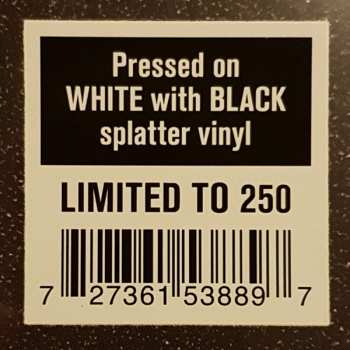 Pressed on
WHITE with BLACK
splatter vinyl
LIMITED TO 250
7 27361 53889 7